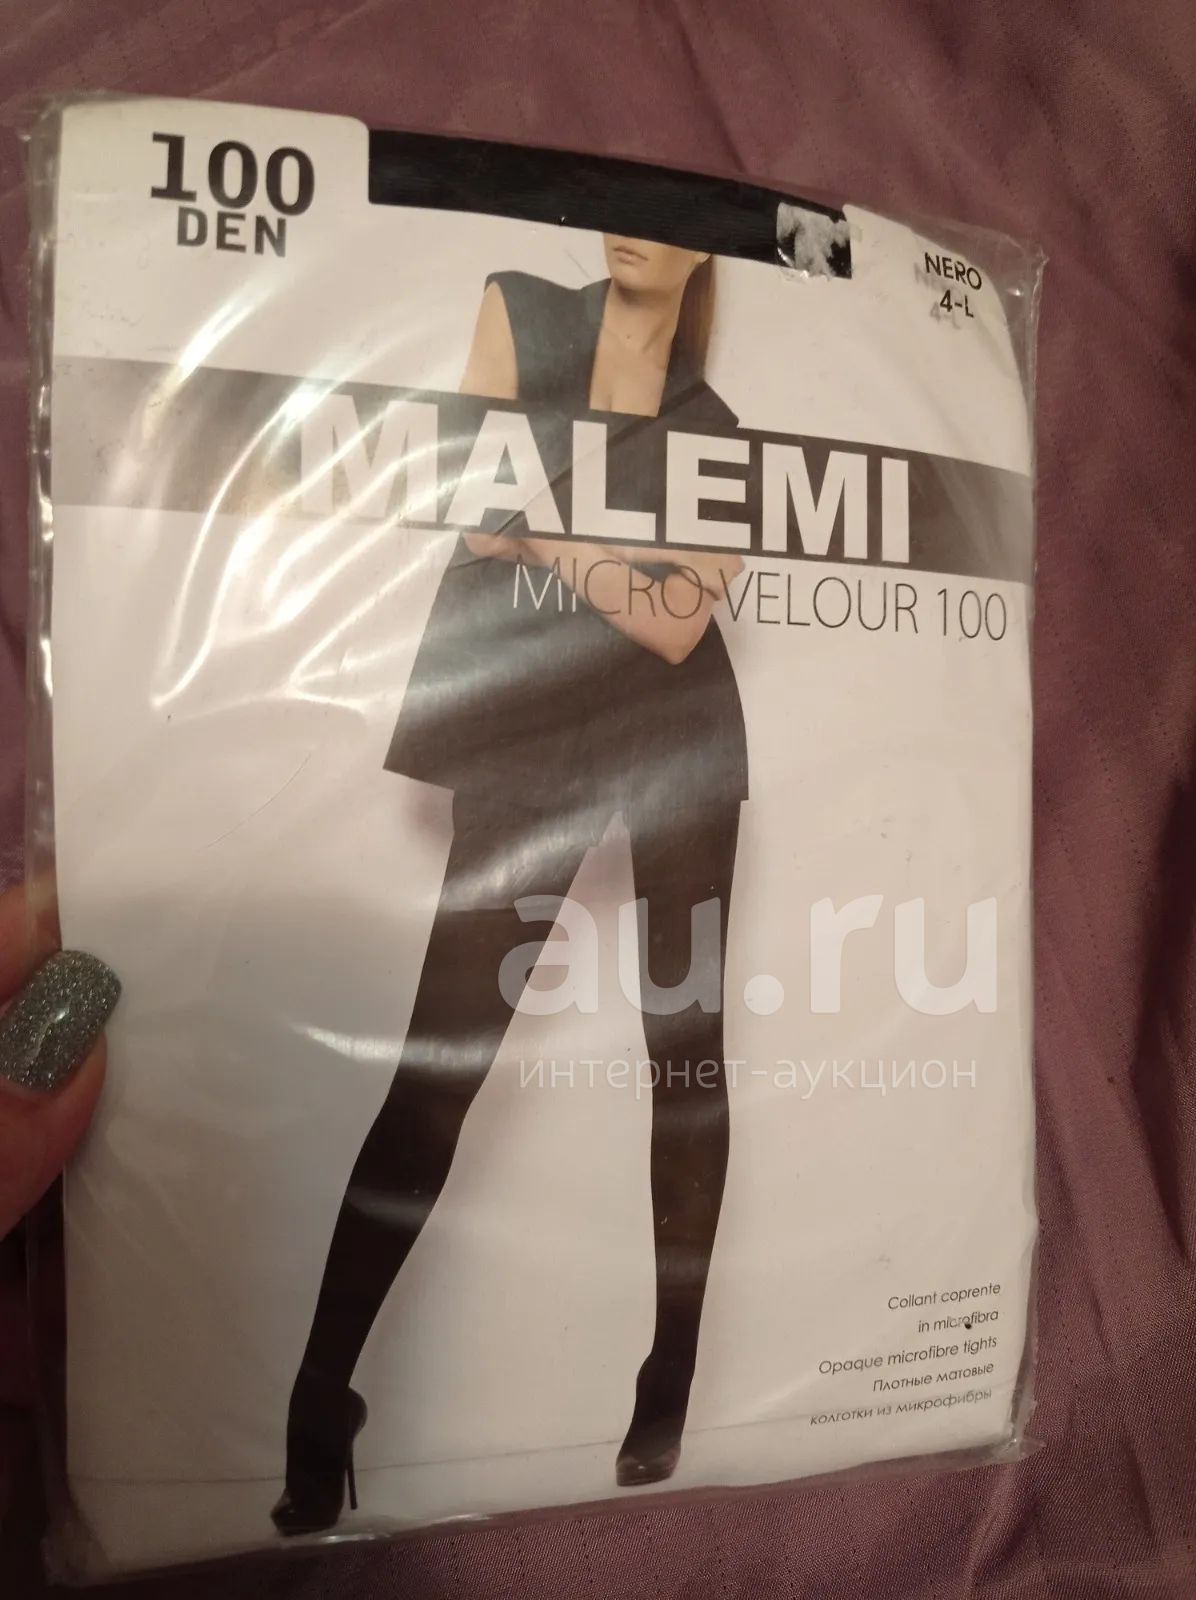 100
DEN
NERO
4-L
MALEMI
MICRO VELOUR 100
au.ru
интернет-аукцион
Collant coprente
in microfibra
Opaque microfibre tights
Плотные матовые
колготки из микрофибры